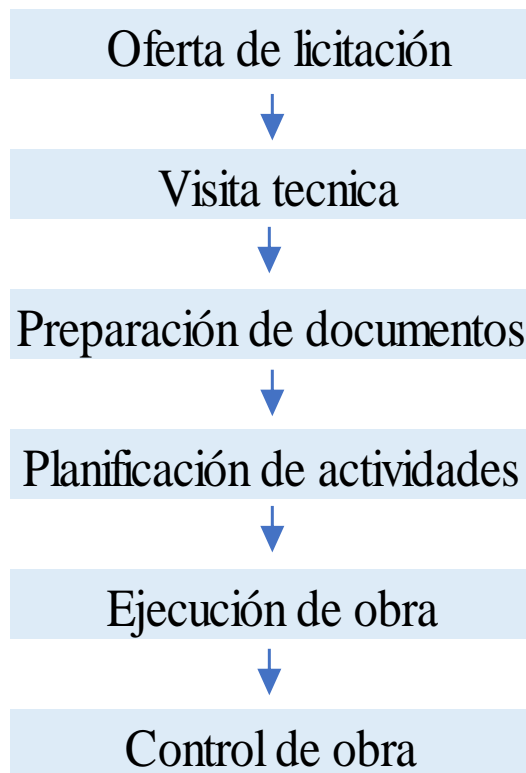 Oferta de licitación
Visita tecnica
Preparación de documentos
Planificación de actividades
Ejecución de obra
Control de obra